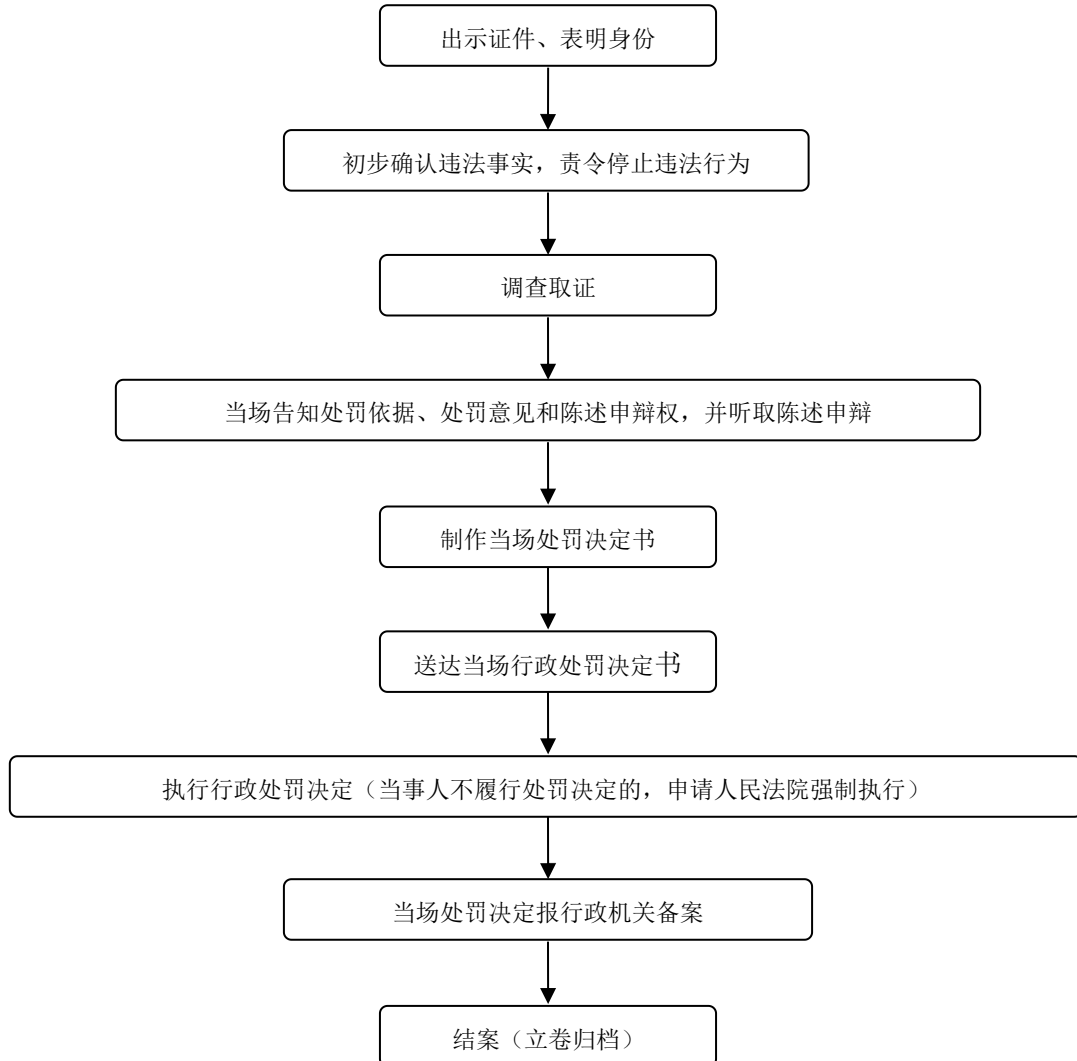 出示证件、表明身份
初步确认违法事实，责令停止违法行为
调查取证
当场告知处罚依据、处罚意见和陈述申辩权，并听取陈述申辩
制作当场处罚决定书
送达当场行政处罚决定书
执行行政处罚决定（当事人不履行处罚决定的，申请人民法院强制执行）
当场处罚决定报行政机关备案
结案（立卷归档）